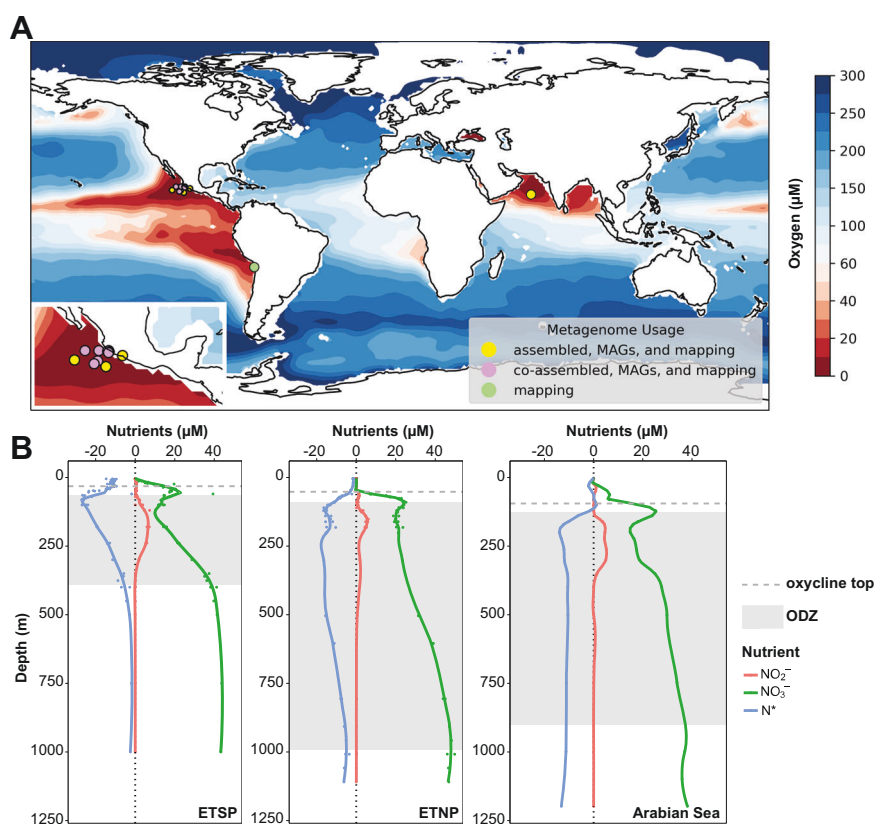 A
300
250
200
150
100
60
40
20
0
Oxygen (µM)
Metagenome Usage
assembled, MAGs, and mapping
co-assembled, MAGs, and mapping
mapping
B
Nutrients (µM) Nutrients (µM) Nutrients (µM)
-20 0 20 40 -20 0 20 40 -20 0 20 40
0 0 0
250 250 250
500 500 500
750 750 750
1000 1000 1000
1250 1250 1250
Depth (m)
ETSP ETNP Arabian Sea
oxycline top
ODZ
Nutrient
NO₂⁻
NO₃⁻
N*